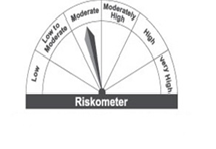 Low
Low to
Moderate
Moderate
Moderately
High
High
Very High
Riskometer